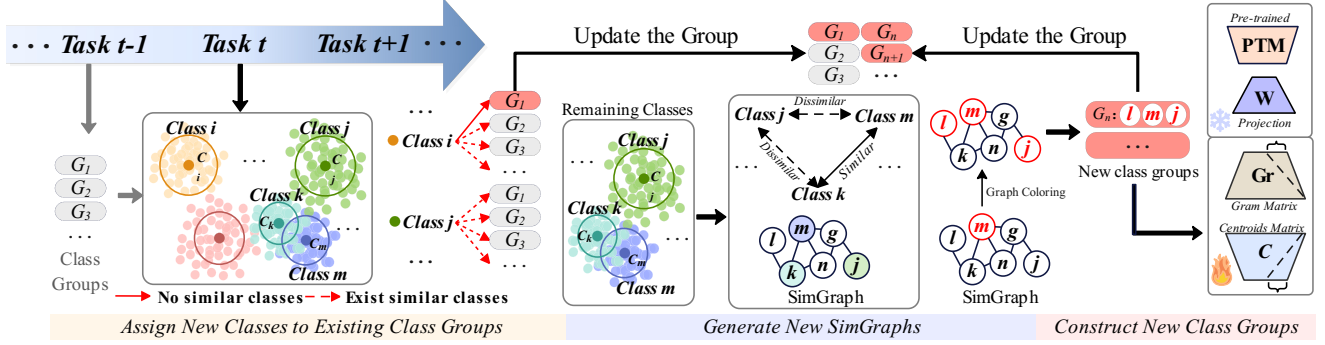 ··· Task t-1 Task t Task t+1 ···
G1
G2
G3
···
Class
Groups
Class i
C
i
···
Class j
C
j
Class k
Ck
Cm
···
Class m
No similar classes
Exist similar classes
···
Class i
G1
G2
G3
···
Class j
G1
G2
G3
···
···
Update the Group
G1 Gn
G2 Gn+1
G3 ···
Update the Group
Remaining Classes
Class j
···
C
j
Class k
Ck
Cm
···
Class m
Class j
Dissimilar
Class m
Dissimilar
Similar
···
···
Class k
l m g
k n j
SimGraph
l m g
k n j
Graph Coloring
l m g
k n j
SimGraph
Gn: l m j
···
New class groups
Pre-trained
PTM
W
Projection
Gr
Gram Matrix
Centroids Matrix
C
Assign New Classes to Existing Class Groups
Generate New SimGraphs
Construct New Class Groups